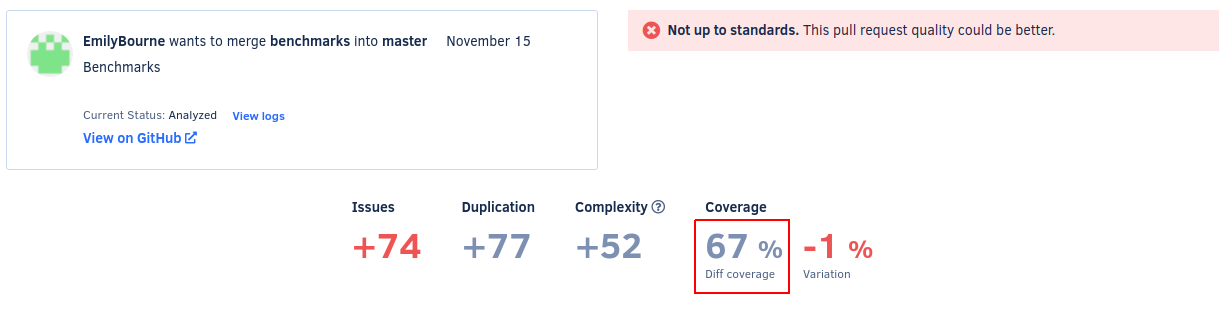 EmilyBourne wants to merge benchmarks into master November 15
Benchmarks
Current Status: Analyzed View logs
View on GitHub
Not up to standards. This pull request quality could be better.
Issues Duplication Complexity Coverage
+74 +77 +52 67 % -1 %
Diff coverage Variation